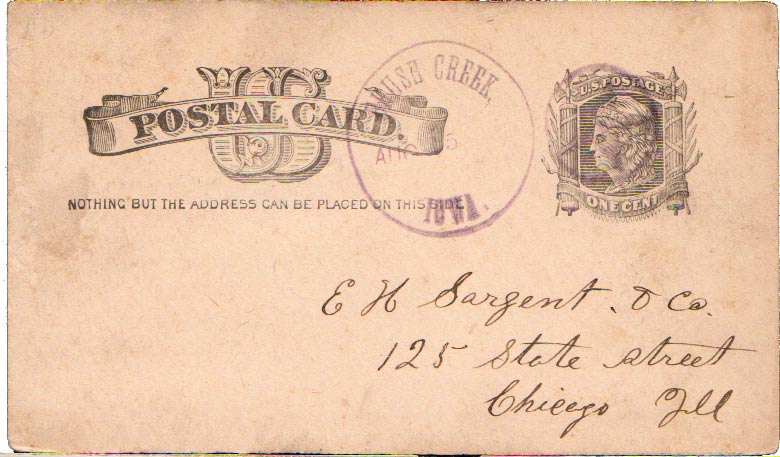 US
POSTAL CARD.
NOTHING BUT THE ADDRESS CAN BE PLACED ON THIS SIDE
CREEK,
IOWA.
U.S. POSTAGE
ONE CENT
E H Sargent. & Co.
125 State street
Chicago Ill